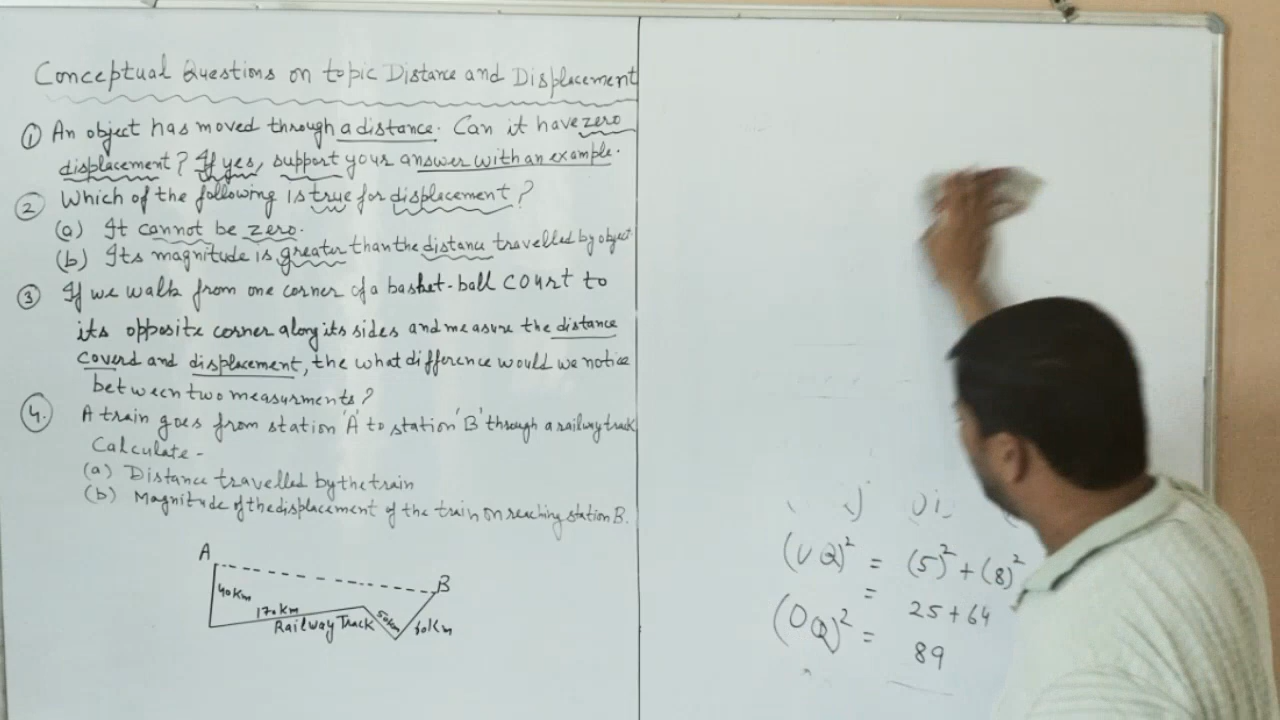 Conceptual Questions on topic Distance and Displacement
① An object has moved through a distance. Can it have zero
displacement? If yes, support your answer with an example.
② Which of the following is true for displacement?
(a) It cannot be zero.
(b) Its magnitude is greater than the distance travelled by object.
③ If we walk from one corner of a basket-ball court to
its opposite corner along its sides and measure the distance
coverd and displacement, the what difference would we notice
between two measurments?
4. A train goes from station 'A' to station 'B' through a railway track
Calculate -
(a) Distance travelled by the train
(b) Magnitude of the displacement of the train on reaching station B.
A
B
40Km
170Km
50Km
Railway Track
= (5)² + (8)²
=
25+64
(OQ)² =
89